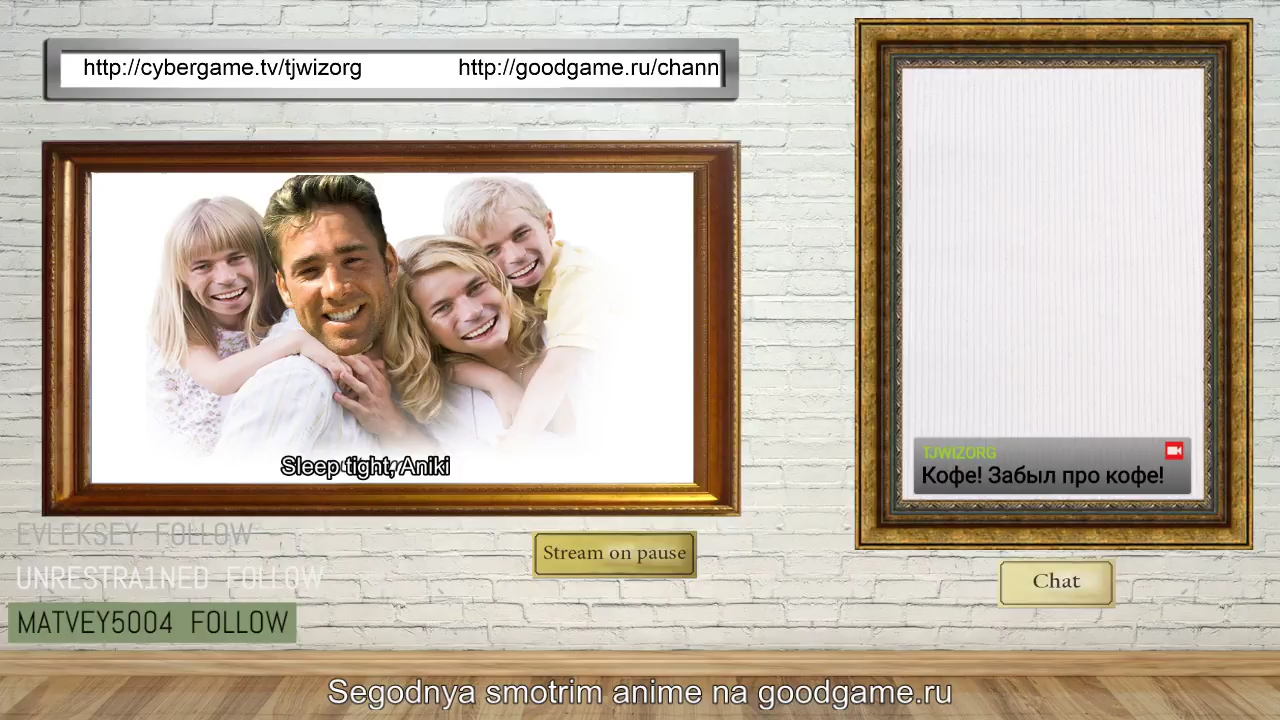 http://cybergame.tv/tjwizorg http://goodgame.ru/chann
Sleep tight, Aniki
TJWIZORG
Кофе! Забыл про кофе!
EVLEKSEY FOLLOW
Stream on pause
UNRESTRA1NED FOLLOW
Chat
MATVEY5004 FOLLOW
Segodnya smotrim anime na goodgame.ru